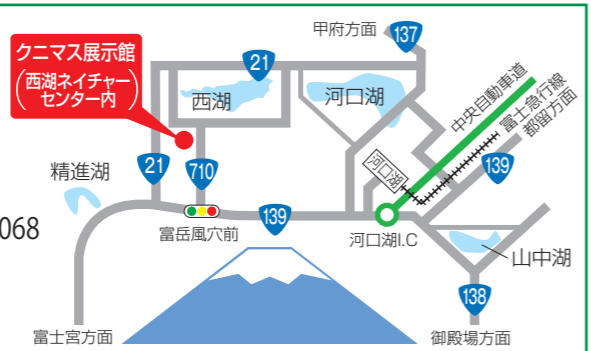 甲府方面
137
クニマス展示館
(西湖ネイチャー
センター内)
21
西湖
河口湖
中央自動車道
富士急行線
都留方面
河口湖
139
精進湖
21
710
068
富岳風穴前
139
河口湖I.C
山中湖
138
富士宮方面
御殿場方面